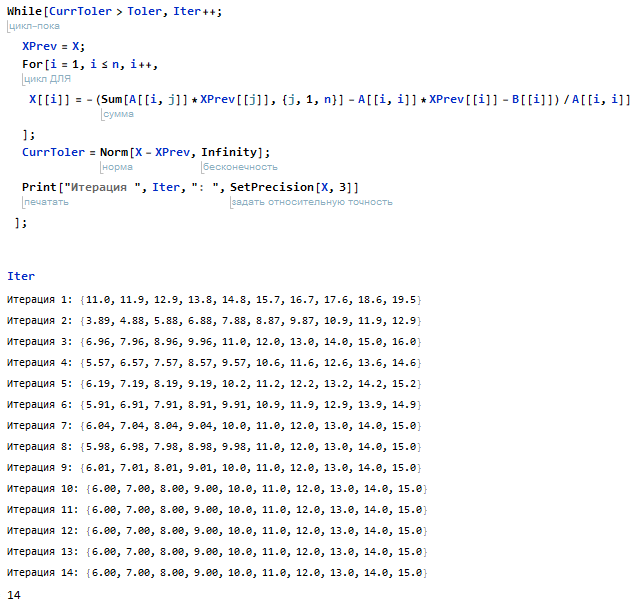 While[CurrToler > Toler, Iter++;
цикл-пока
XPrev = X;
For[i = 1, i ≤ n, i++,
цикл ДЛЯ
X[[i]] = -(Sum[A[[i, j]] * XPrev[[j]], {j, 1, n}] - A[[i, i]] * XPrev[[i]] - B[[i]]) / A[[i, i]]
сумма
];
CurrToler = Norm[X - XPrev, Infinity];
норма бесконечность
Print["Итерация ", Iter, ": ", SetPrecision[X, 3]]
печатать задать относительную точность
];
Iter
Итерация 1: {11.0, 11.9, 12.9, 13.8, 14.8, 15.7, 16.7, 17.6, 18.6, 19.5}
Итерация 2: {3.89, 4.88, 5.88, 6.88, 7.88, 8.87, 9.87, 10.9, 11.9, 12.9}
Итерация 3: {6.96, 7.96, 8.96, 9.96, 11.0, 12.0, 13.0, 14.0, 15.0, 16.0}
Итерация 4: {5.57, 6.57, 7.57, 8.57, 9.57, 10.6, 11.6, 12.6, 13.6, 14.6}
Итерация 5: {6.19, 7.19, 8.19, 9.19, 10.2, 11.2, 12.2, 13.2, 14.2, 15.2}
Итерация 6: {5.91, 6.91, 7.91, 8.91, 9.91, 10.9, 11.9, 12.9, 13.9, 14.9}
Итерация 7: {6.04, 7.04, 8.04, 9.04, 10.0, 11.0, 12.0, 13.0, 14.0, 15.0}
Итерация 8: {5.98, 6.98, 7.98, 8.98, 9.98, 11.0, 12.0, 13.0, 14.0, 15.0}
Итерация 9: {6.01, 7.01, 8.01, 9.01, 10.0, 11.0, 12.0, 13.0, 14.0, 15.0}
Итерация 10: {6.00, 7.00, 8.00, 9.00, 10.0, 11.0, 12.0, 13.0, 14.0, 15.0}
Итерация 11: {6.00, 7.00, 8.00, 9.00, 10.0, 11.0, 12.0, 13.0, 14.0, 15.0}
Итерация 12: {6.00, 7.00, 8.00, 9.00, 10.0, 11.0, 12.0, 13.0, 14.0, 15.0}
Итерация 13: {6.00, 7.00, 8.00, 9.00, 10.0, 11.0, 12.0, 13.0, 14.0, 15.0}
Итерация 14: {6.00, 7.00, 8.00, 9.00, 10.0, 11.0, 12.0, 13.0, 14.0, 15.0}
14